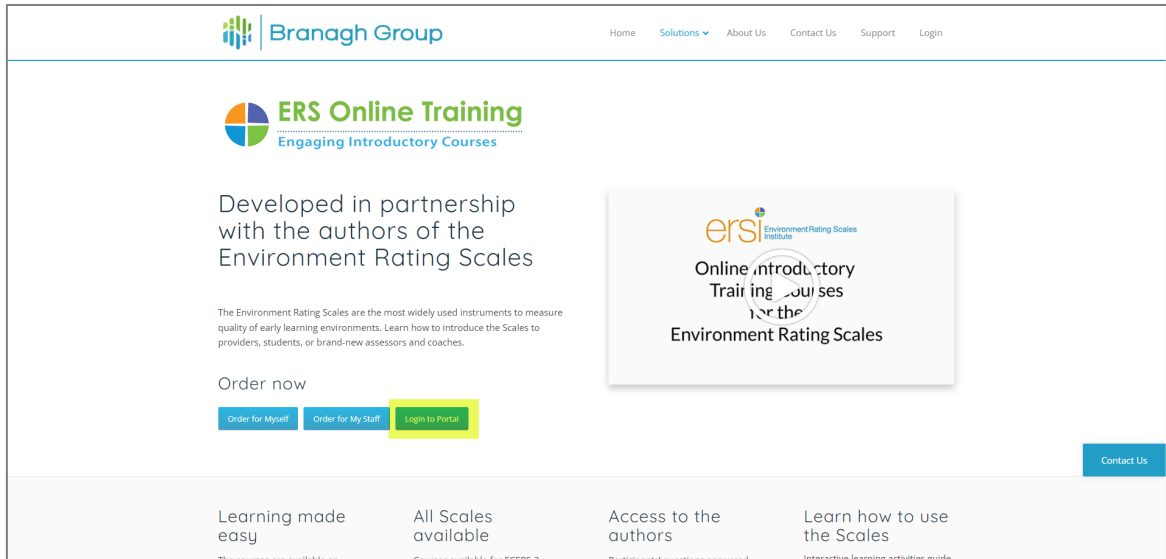 Branagh Group
Home Solutions About Us Contact Us Support Login
ERS Online Training
Engaging Introductory Courses
Developed in partnership
with the authors of the
Environment Rating Scales
The Environment Rating Scales are the most widely used instruments to measure
quality of early learning environments. Learn how to introduce the Scales to
providers, students, or brand-new assessors and coaches.
Order now
Order for Myself Order for My Staff Login to Portal
ersi Environment Rating Scales
Institute
Online Introductory
Training Courses
for the
Environment Rating Scales
Contact Us
Learning made
easy
All Scales
available
Access to the
authors
Learn how to use
the Scales
Interactive learning activities guide